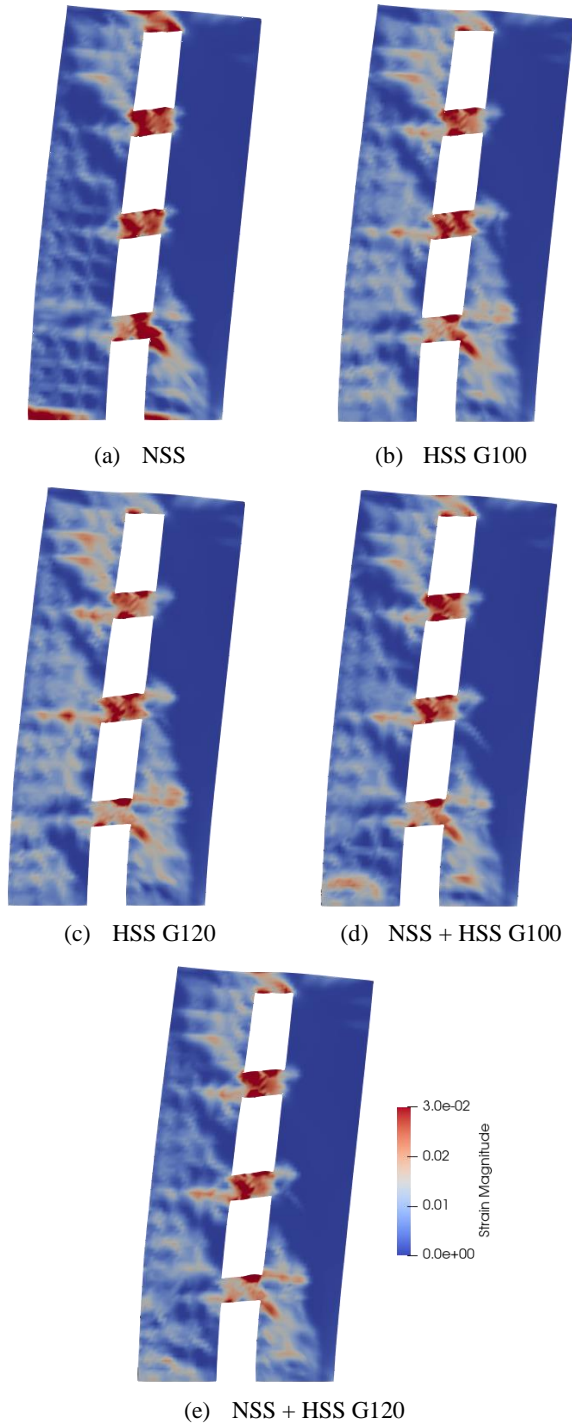 (a) NSS
(b) HSS G100
(c) HSS G120
(d) NSS + HSS G100
3.0e-02
0.02
0.01
0.0e+00
Strain Magnitude
(e) NSS + HSS G120